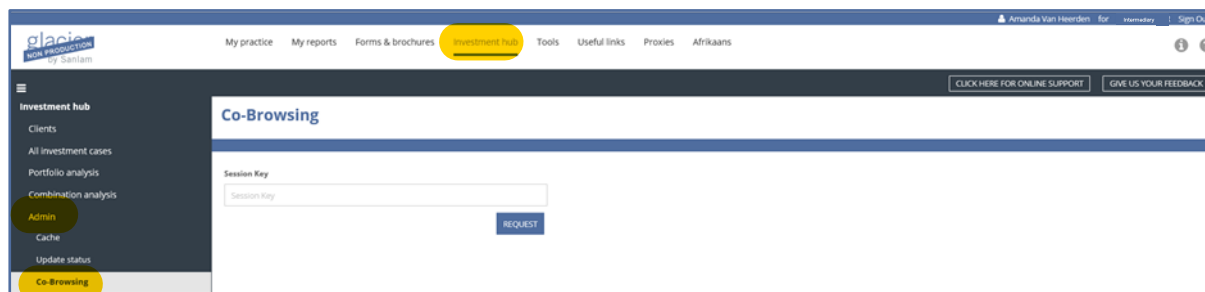 Amanda Van Heerden for Intermediary | Sign Ou
glacier
NON PRODUCTION
by Sanlam
My practice My reports Forms & brochures Investment hub Tools Useful links Proxies Afrikaans
CLICK HERE FOR ONLINE SUPPORT GIVE US YOUR FEEDBACK
Investment hub
Clients
All investment cases
Portfolio analysis
Combination analysis
Admin
Cache
Update status
Co-Browsing
Co-Browsing
Session Key
Session Key
REQUEST